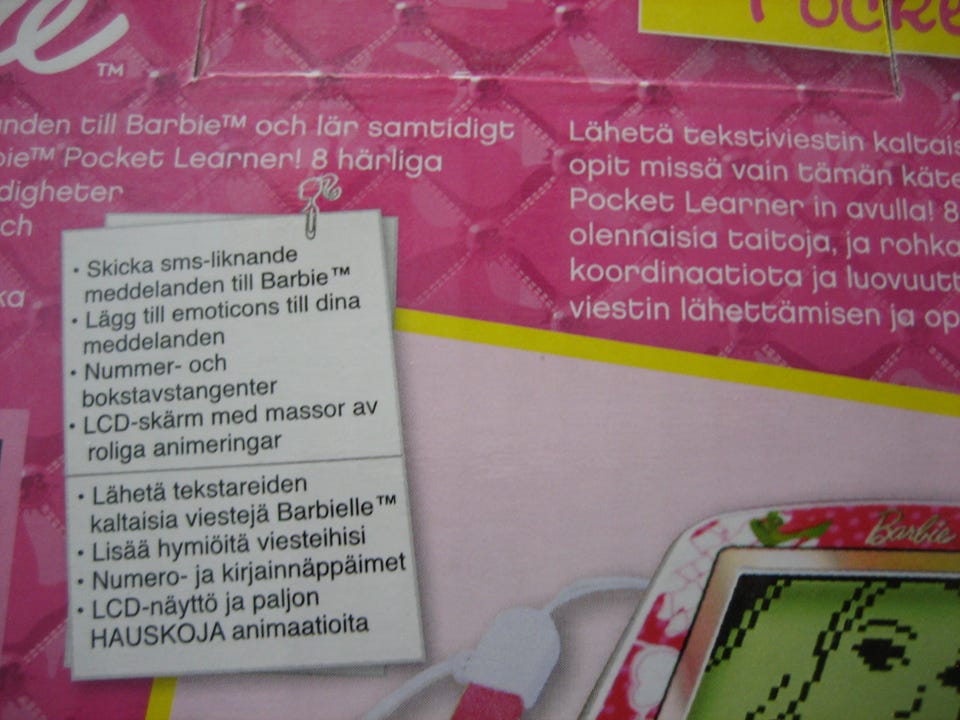 TM
Pocke
nden till Barbie™ och lär samtidigt
bie™ Pocket Learner! 8 härliga
digheter
ch
ka
• Skicka sms-liknande
meddelanden till Barbie™
• Lägg till emoticons till dina
meddelanden
• Nummer- och
bokstavstangenter
• LCD-skärm med massor av
roliga animeringar
• Lähetä tekstareiden
kaltaisia viestejä Barbielle™
• Lisää hymiöitä viesteihisi
• Numero- ja kirjainnäppäimet
• LCD-näyttö ja paljon
HAUSKOJA animaatioita
Lähetä tekstiviestin kaltais
opit missä vain tämän käte
Pocket Learner in avulla! 8
olennaisia taitoja, ja rohka
koordinaatiota ja luovuutt
viestin lähettämisen ja op
Barbie